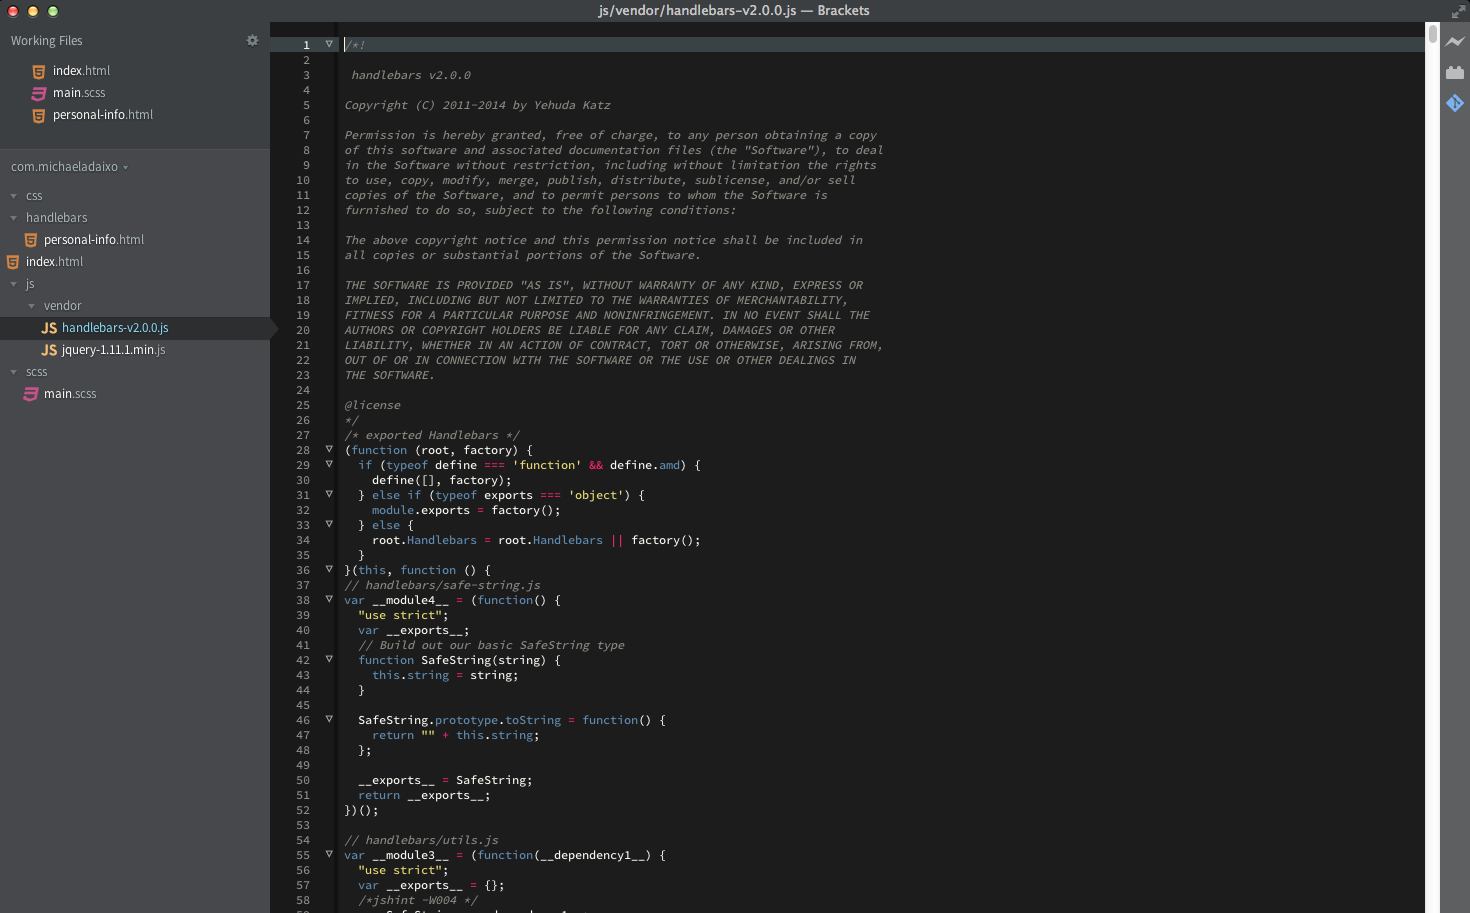 js/vendor/handlebars-v2.0.0.js — Brackets
Working Files
index.html
main.scss
personal-info.html
com.michaeladaixo
css
handlebars
personal-info.html
index.html
js
vendor
JS handlebars-v2.0.0.js
JS jquery-1.11.1.min.js
scss
main.scss
1 /*!
2
3 handlebars v2.0.0
4
5 Copyright (C) 2011-2014 by Yehuda Katz
6
7 Permission is hereby granted, free of charge, to any person obtaining a copy
8 of this software and associated documentation files (the "Software"), to deal
9 in the Software without restriction, including without limitation the rights
10 to use, copy, modify, merge, publish, distribute, sublicense, and/or sell
11 copies of the Software, and to permit persons to whom the Software is
12 furnished to do so, subject to the following conditions:
13
14 The above copyright notice and this permission notice shall be included in
15 all copies or substantial portions of the Software.
16
17 THE SOFTWARE IS PROVIDED "AS IS", WITHOUT WARRANTY OF ANY KIND, EXPRESS OR
18 IMPLIED, INCLUDING BUT NOT LIMITED TO THE WARRANTIES OF MERCHANTABILITY,
19 FITNESS FOR A PARTICULAR PURPOSE AND NONINFRINGEMENT. IN NO EVENT SHALL THE
20 AUTHORS OR COPYRIGHT HOLDERS BE LIABLE FOR ANY CLAIM, DAMAGES OR OTHER
21 LIABILITY, WHETHER IN AN ACTION OF CONTRACT, TORT OR OTHERWISE, ARISING FROM,
22 OUT OF OR IN CONNECTION WITH THE SOFTWARE OR THE USE OR OTHER DEALINGS IN
23 THE SOFTWARE.
24
25 @license
26 */
27 /* exported Handlebars */
28 (function (root, factory) {
29 if (typeof define === 'function' && define.amd) {
30 define([], factory);
31 } else if (typeof exports === 'object') {
32 module.exports = factory();
33 } else {
34 root.Handlebars = root.Handlebars || factory();
35 }
36 }(this, function () {
37 // handlebars/safe-string.js
38 var __module4__ = (function() {
39 "use strict";
40 var __exports__;
41 // Build out our basic SafeString type
42 function SafeString(string) {
43 this.string = string;
44 }
45
46 SafeString.prototype.toString = function() {
47 return "" + this.string;
48 };
49
50 __exports__ = SafeString;
51 return __exports__;
52 })();
53
54 // handlebars/utils.js
55 var __module3__ = (function(__dependency1__) {
56 "use strict";
57 var __exports__ = {};
58 /*jshint -W004 */